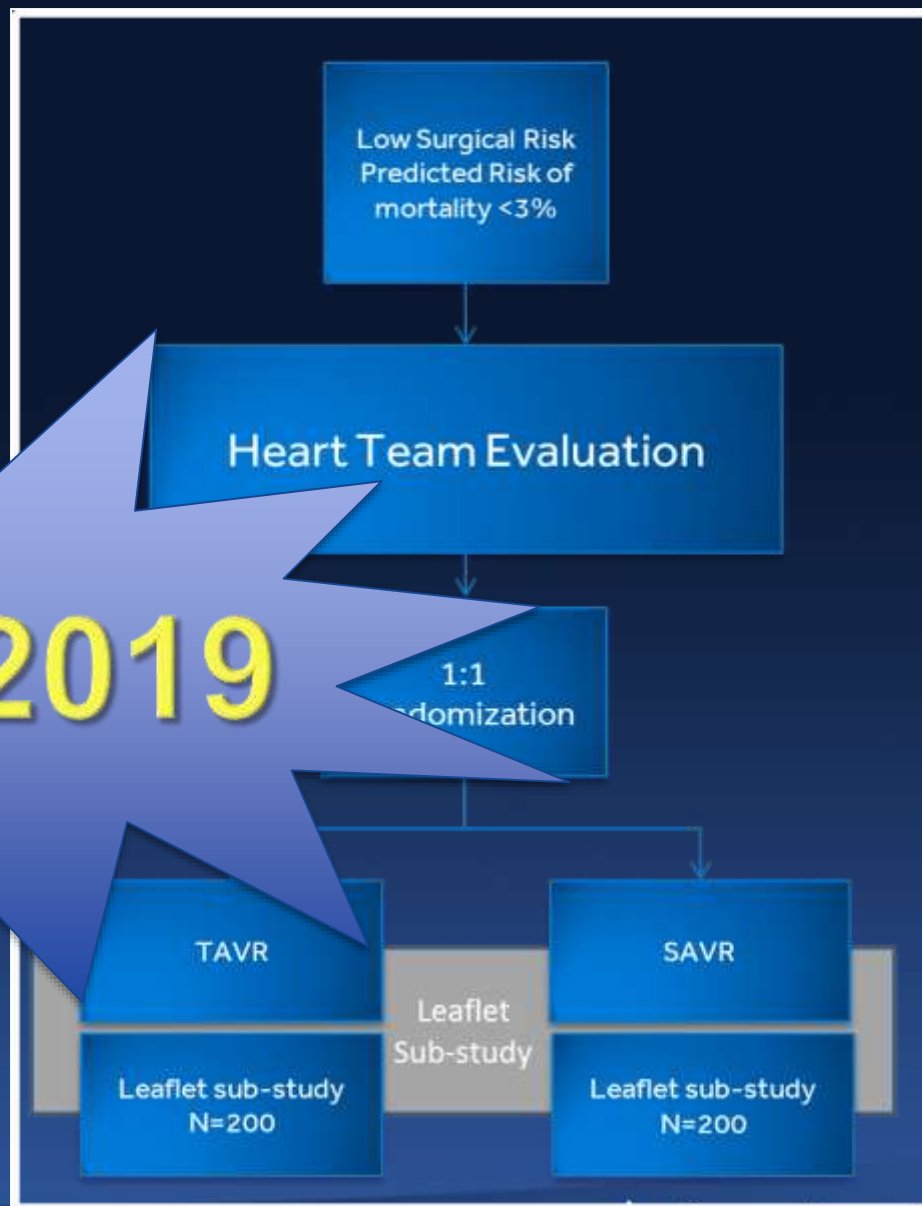 Low Surgical Risk
Predicted Risk of
mortality <3%
Heart Team Evaluation
2019
1:1
domization
TAVR
SAVR
Leaflet
Sub-study
Leaflet sub-study
N=200
Leaflet sub-study
N=200